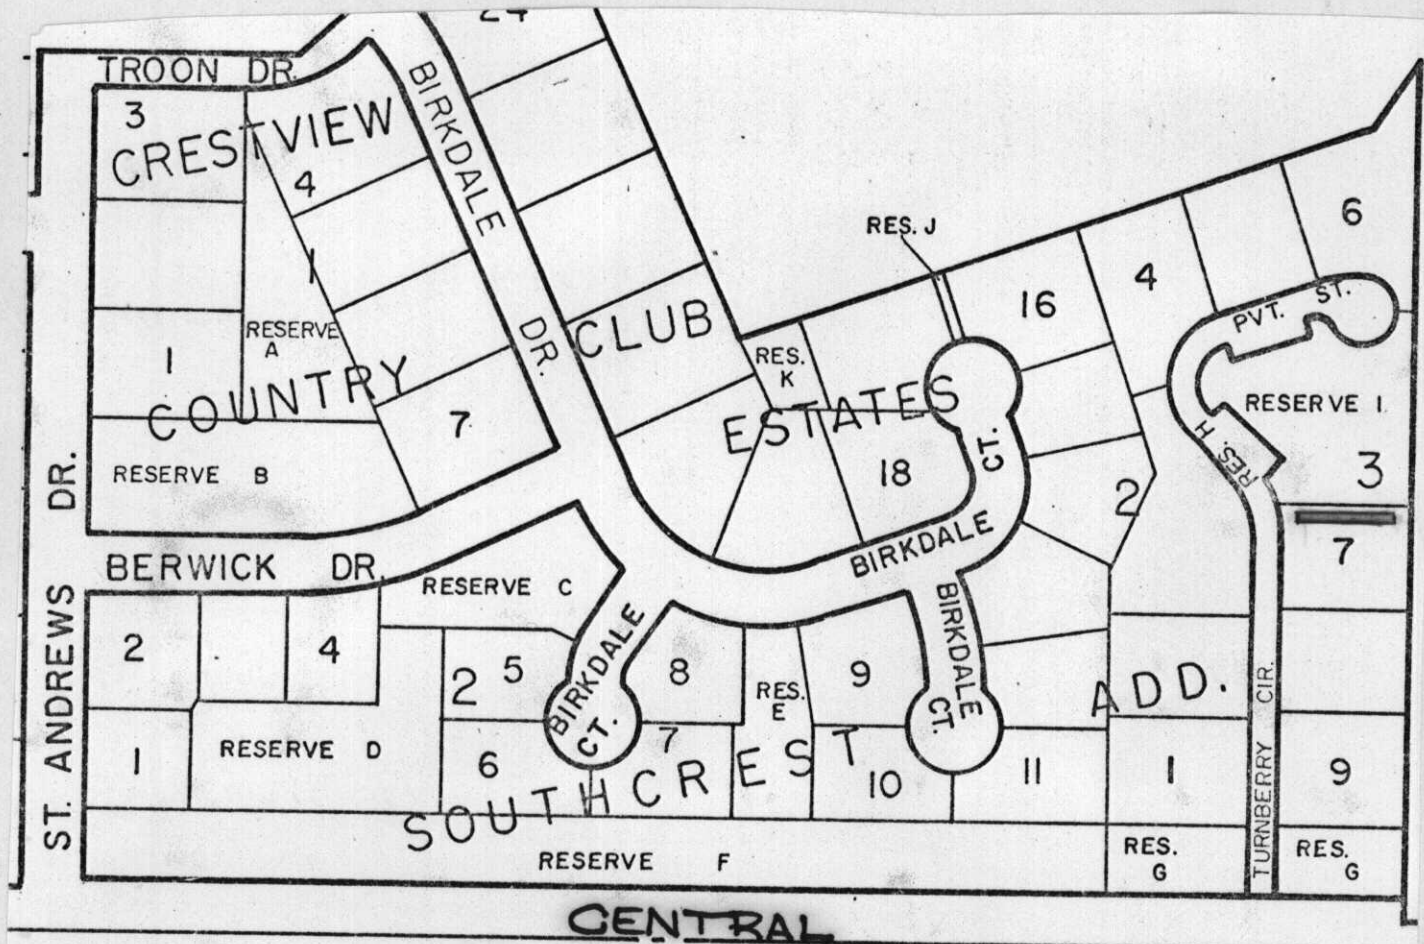 24
TROON DR.
BIRKDALE DR.
3
CRESTVIEW
4
1
RESERVE A
1
COUNTRY
7
RESERVE B
CLUB
RES. J
RES. K
ESTATES
16
4
6
PVT. ST.
RESERVE I
RES. H
3
18
CT.
2
BIRKDALE
7
ST. ANDREWS DR.
BERWICK DR.
RESERVE C
2
4
2
5
BIRKDALE CT.
8
RES. E
9
BIRKDALE CT.
ADD.
TURNBERRY CIR.
1
RESERVE D
6
7
10
11
1
9
SOUTHCREST
RESERVE F
RES. G
RES. G
CENTRAL